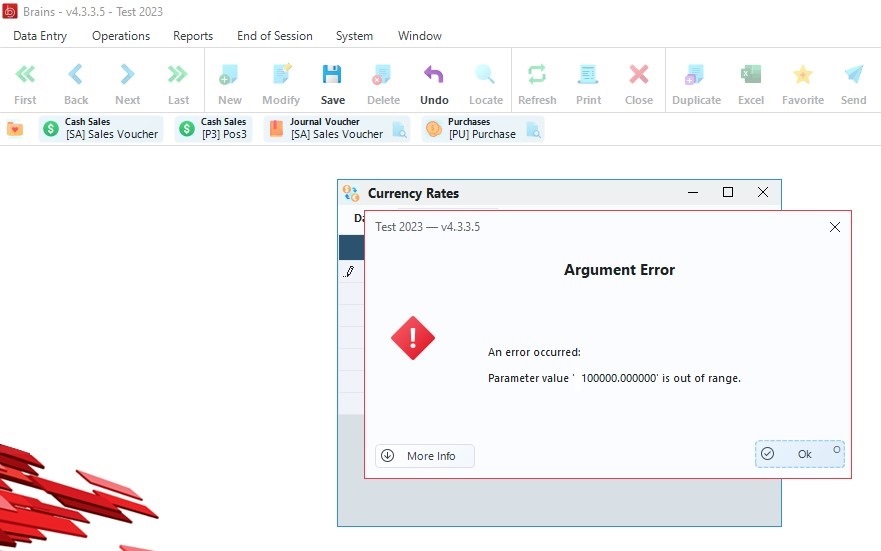 Brains - v4.3.3.5 - Test 2023
Data Entry Operations Reports End of Session System Window
First Back Next Last New Modify Save Delete Undo Locate Refresh Print Close Duplicate Excel Favorite Send
Cash Sales
[SA] Sales Voucher
Cash Sales
[P3] Pos3
Journal Voucher
[SA] Sales Voucher
Purchases
[PU] Purchase
Currency Rates
Test 2023 — v4.3.3.5
Argument Error
An error occurred:
Parameter value '  100000.000000' is out of range.
More Info
Ok